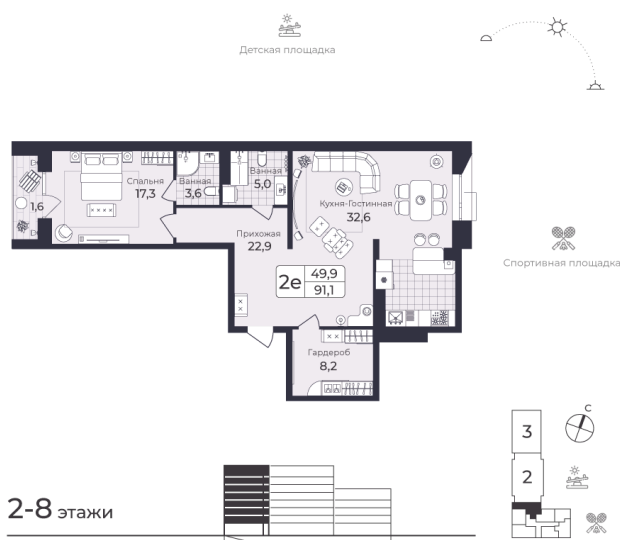 Детская площадка
Спальня
17,3
Ванная
3,6
Ванная
5,0
1,6
Кухня-Гостинная
32,6
Прихожая
22,9
2е
49,9
91,1
Спортивная площадка
Гардероб
8,2
С
3
2
2-8 этажи